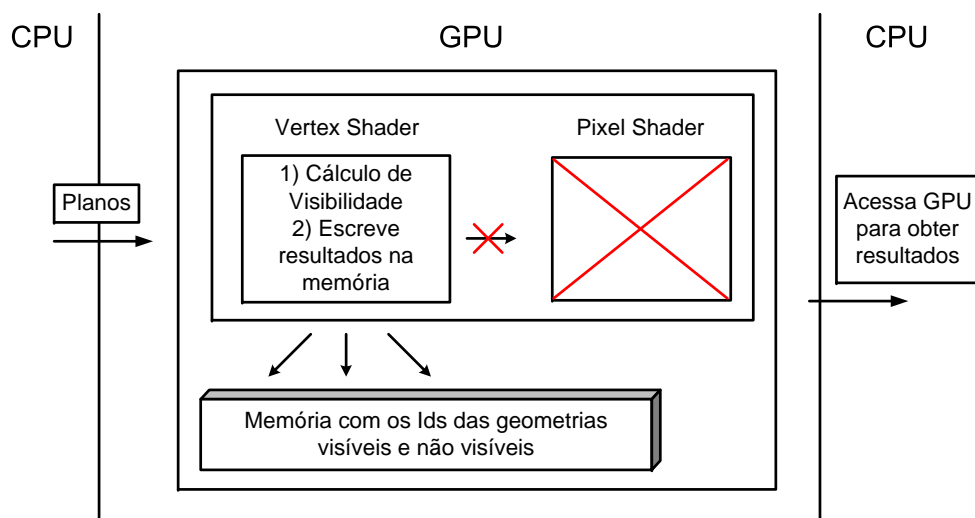 CPU
GPU
CPU
Vertex Shader
Pixel Shader
Planos
1) Cálculo de
Visibilidade
2) Escreve
resultados na
memória
Acessa GPU
para obter
resultados
Memória com os Ids das geometrias
visíveis e não visíveis